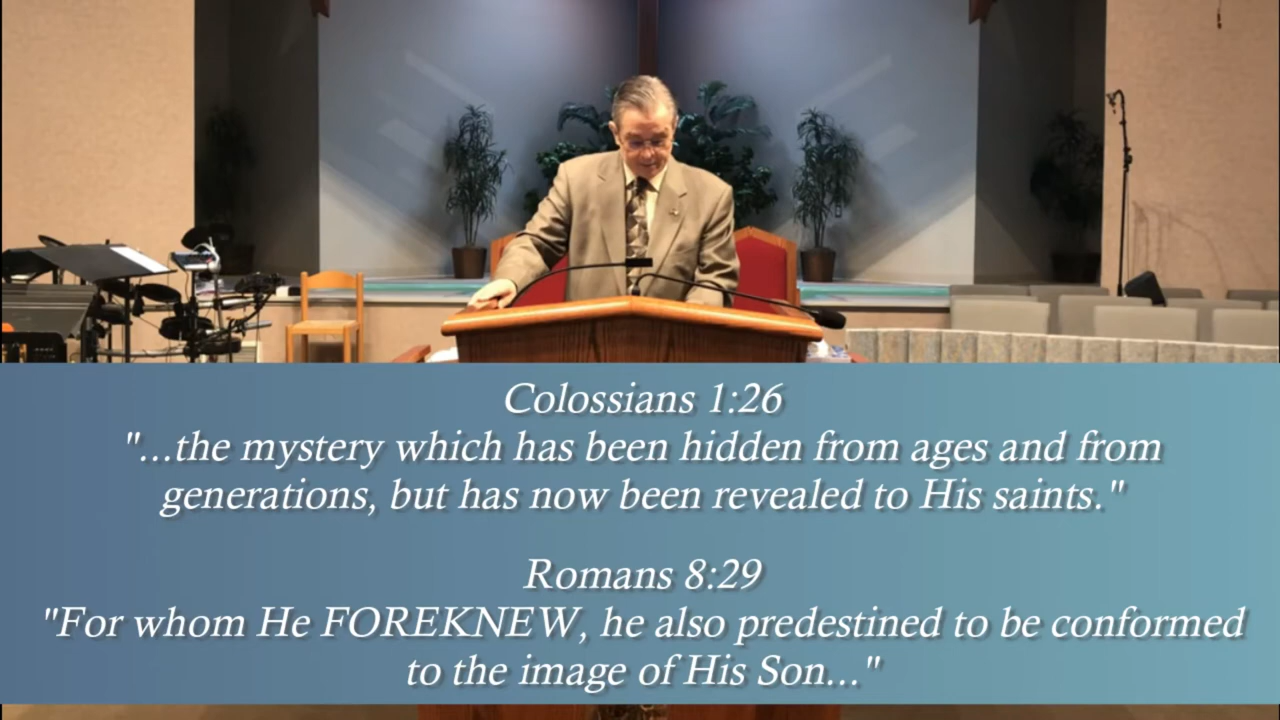 Colossians 1:26
"...the mystery which has been hidden from ages and from
generations, but has now been revealed to His saints."
Romans 8:29
"For whom He FOREKNEW, he also predestined to be conformed
to the image of His Son..."